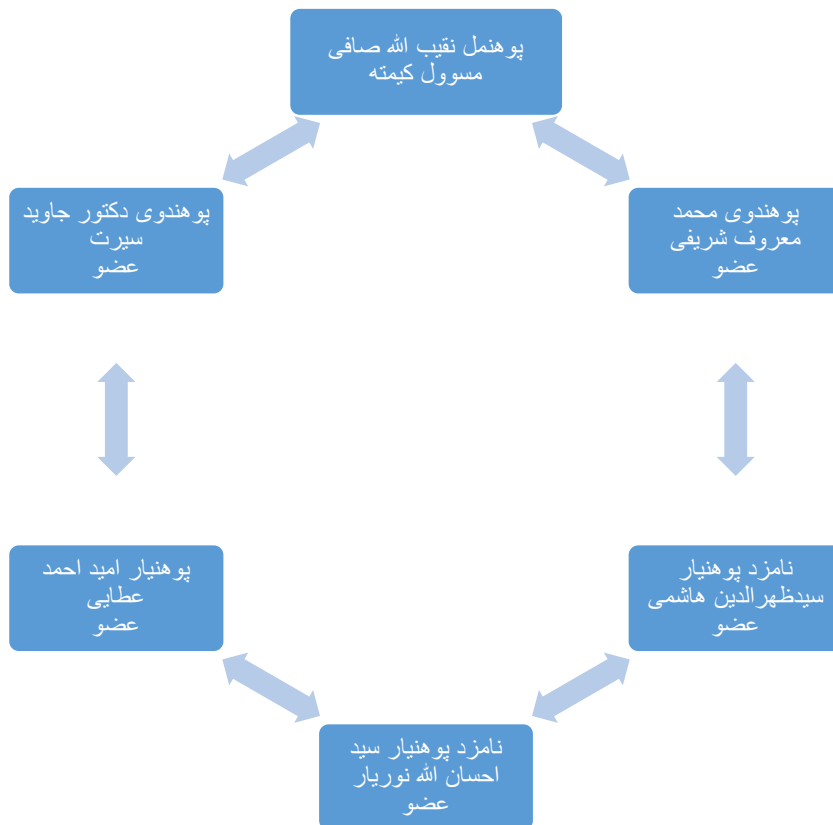 پوهنمل نقیب الله صافی
مسوول کیمته
پوهندوی محمد
معروف شریفی
عضو
پوهندوی دکتور جاوید
سیرت
عضو
نامزد پوهنیار
سیدظهرالدین هاشمی
عضو
پوهنیار امید احمد
عطایی
عضو
نامزد پوهنیار سید
احسان الله نوریار
عضو